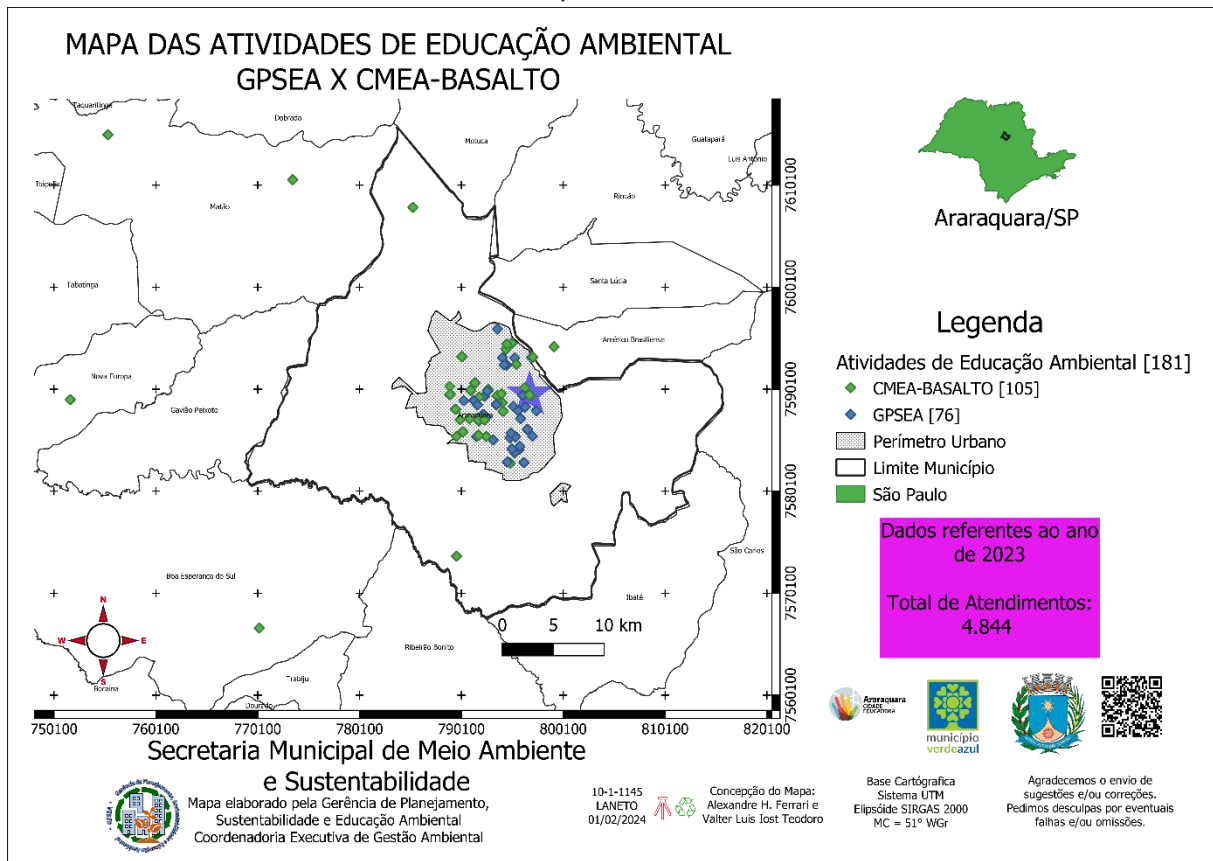 MAPA DAS ATIVIDADES DE EDUCAÇÃO AMBIENTAL
GPSEA X CMEA-BASALTO
Taquaritinga
Dobrada
Motuca
Guatapará
Luis Antonio
Matão
Rincão
Tabatinga
Santa Lúcia
Américo Brasiliense
Nova Europa
Gavião Peixoto
Araraquara
São Carlos
Boa Esperança do Sul
Ibaté
Ribeirão Bonito
Trabiju
Bocaina
Dourado
N
W E
S
0 5 10 km
750100 760100 770100 780100 790100 800100 810100 820100
7610100
7600100
7590100
7580100
7570100
7560100
Araraquara/SP
Legenda
Atividades de Educação Ambiental [181]
CMEA-BASALTO [105]
GPSEA [76]
Perímetro Urbano
Limite Município
São Paulo
Dados referentes ao ano
de 2023
Total de Atendimentos:
4.844
Araraquara
CIDADE
EDUCADORA
município
verdeazul
Secretaria Municipal de Meio Ambiente
e Sustentabilidade
Mapa elaborado pela Gerência de Planejamento,
Sustentabilidade e Educação Ambiental
Coordenadoria Executiva de Gestão Ambiental
10-1-1145
LANETO
01/02/2024
Concepção do Mapa:
Alexandre H. Ferrari e
Valter Luis Iost Teodoro
Base Cartógrafica
Sistema UTM
Elipsóide SIRGAS 2000
MC = 51° WGr
Agradecemos o envio de
sugestões e/ou correções.
Pedimos desculpas por eventuais
falhas e/ou omissões.